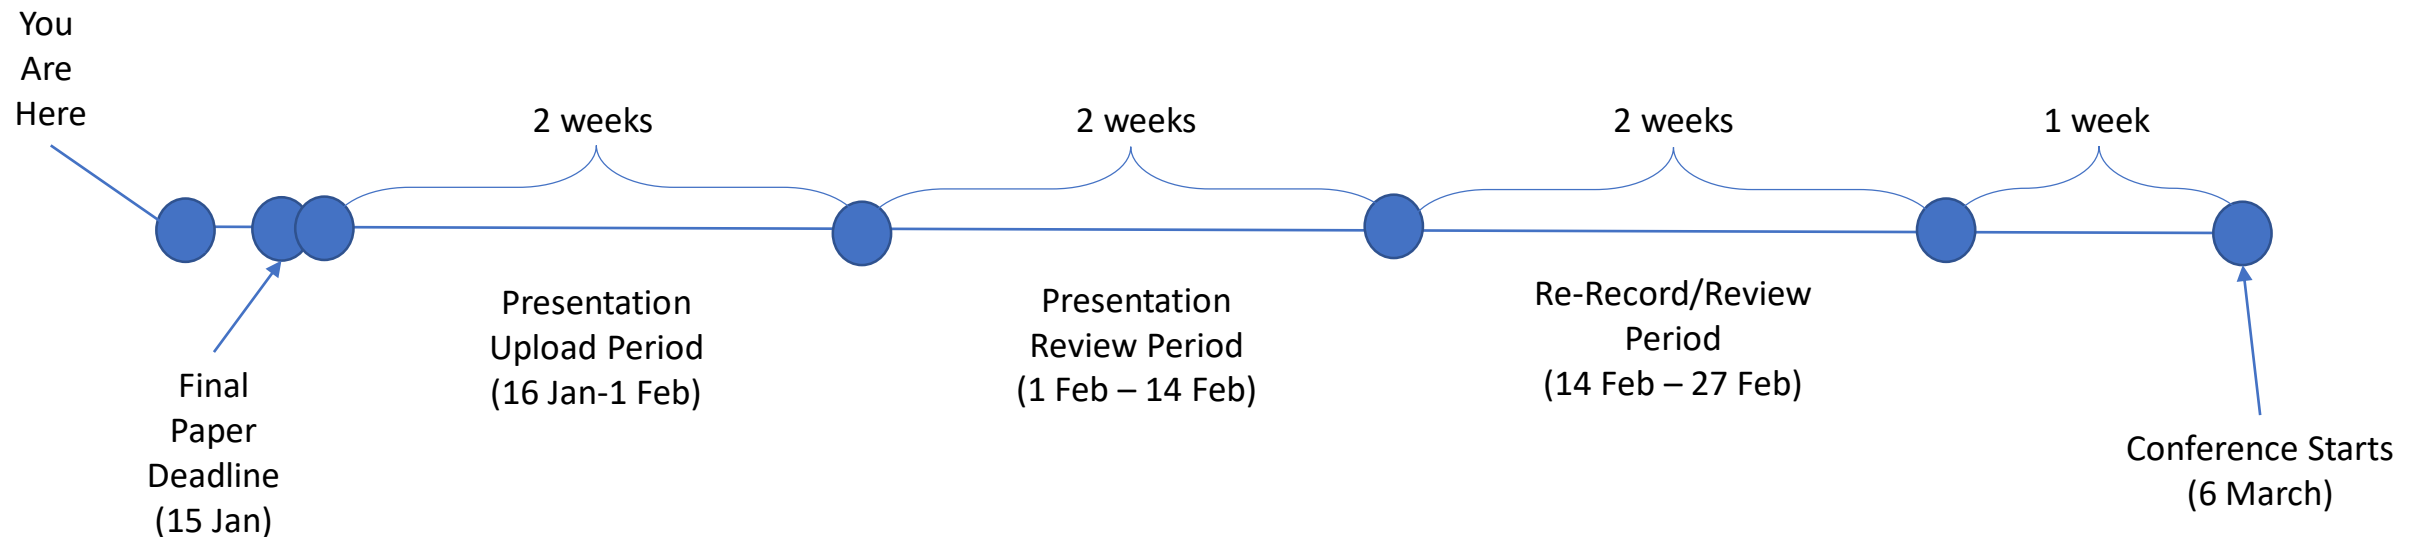 You
Are
Here
2 weeks
2 weeks
2 weeks
1 week
Final
Paper
Deadline
(15 Jan)
Presentation
Upload Period
(16 Jan-1 Feb)
Presentation
Review Period
(1 Feb – 14 Feb)
Re-Record/Review
Period
(14 Feb – 27 Feb)
Conference Starts
(6 March)